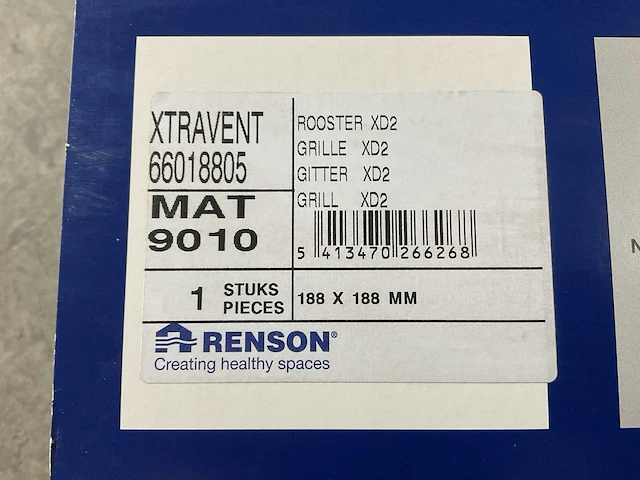 XTRAVENT
66018805
MAT
9010
ROOSTER XD2
GRILLE XD2
GITTER XD2
GRILL XD2
5 413470 266268
1 STUKS
PIECES
188 X 188 MM
RENSON®
Creating healthy spaces